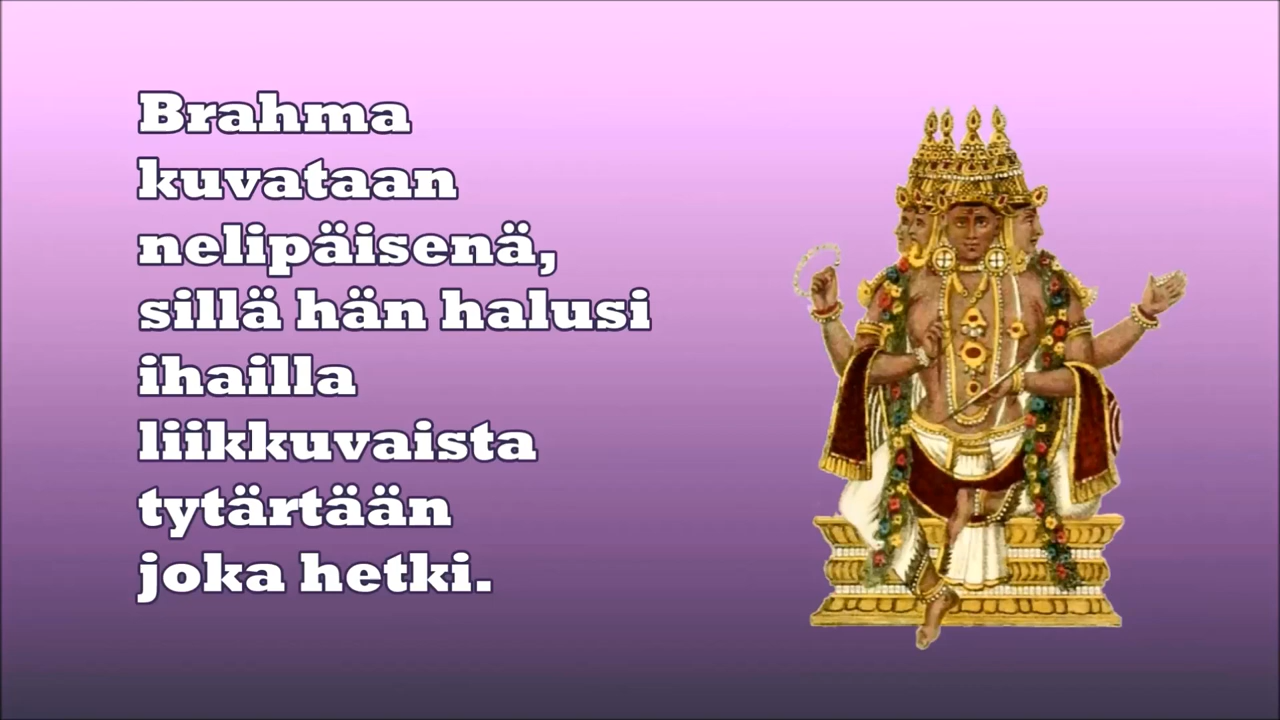 Brahma
kuvataan
nelipäisenä,
sillä hän halusi
ihailla
liikkuvaista
tytärtään
joka hetki.